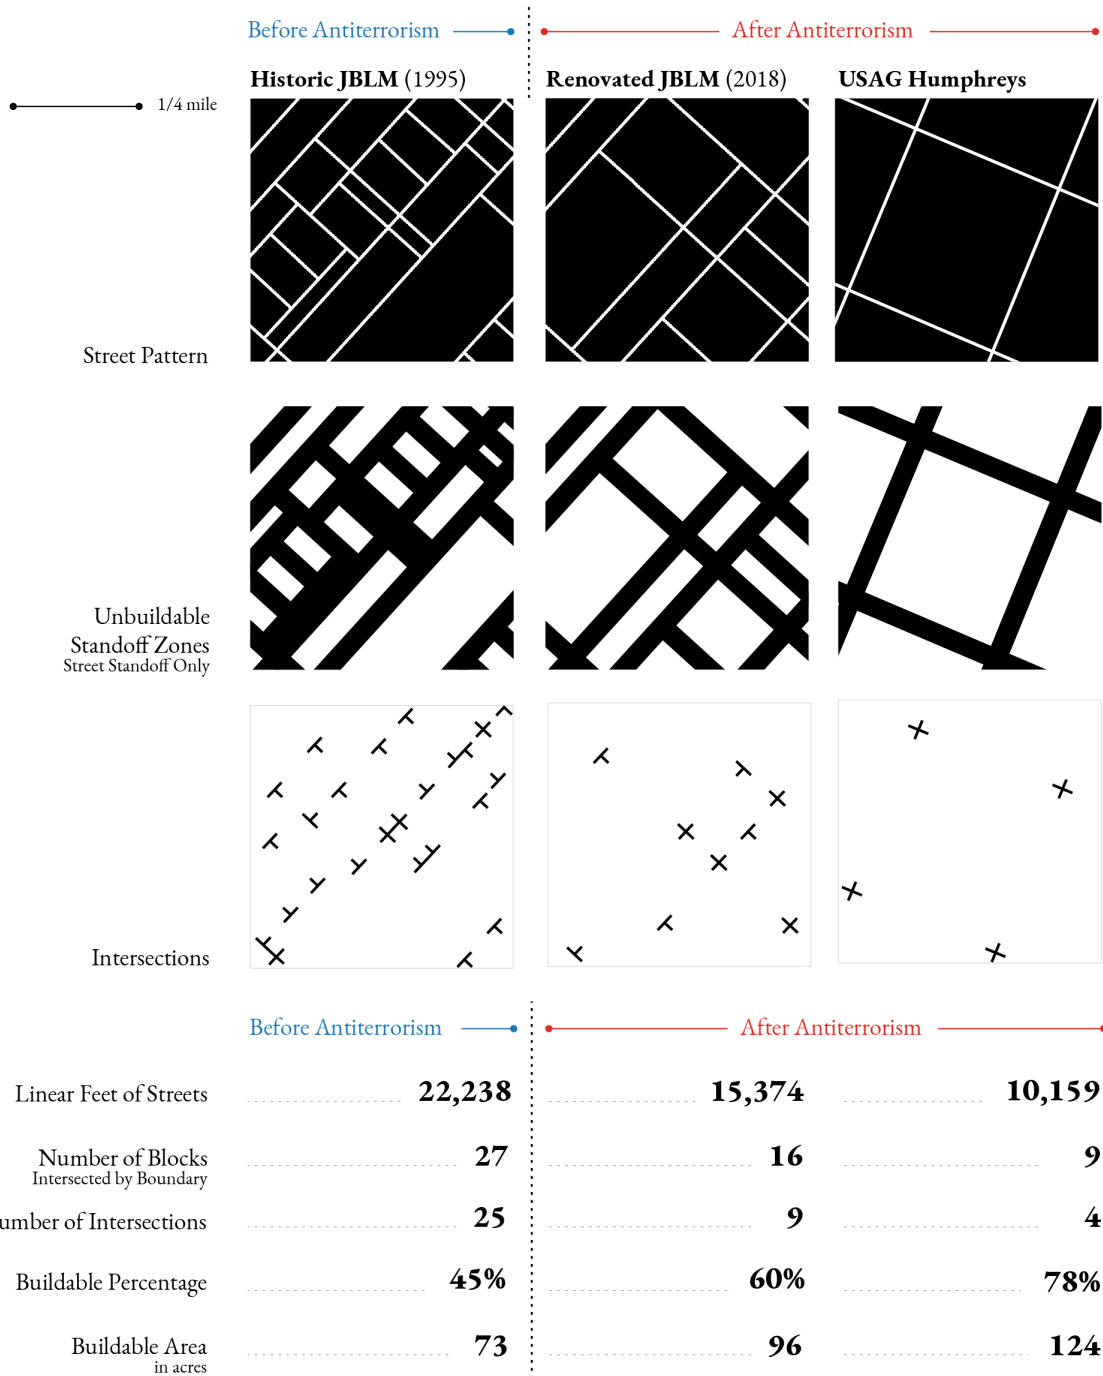 Before Antiterrorism
After Antiterrorism
Historic JBLM (1995)
Renovated JBLM (2018)
USAG Humphreys
1/4 mile
Street Pattern
Unbuildable
Standoff Zones
Street Standoff Only
Intersections
Before Antiterrorism
After Antiterrorism
Linear Feet of Streets 22,238 15,374 10,159
Number of Blocks 27 16 9
Intersected by Boundary
umber of Intersections 25 9 4
Buildable Percentage 45% 60% 78%
Buildable Area 73 96 124
in acres